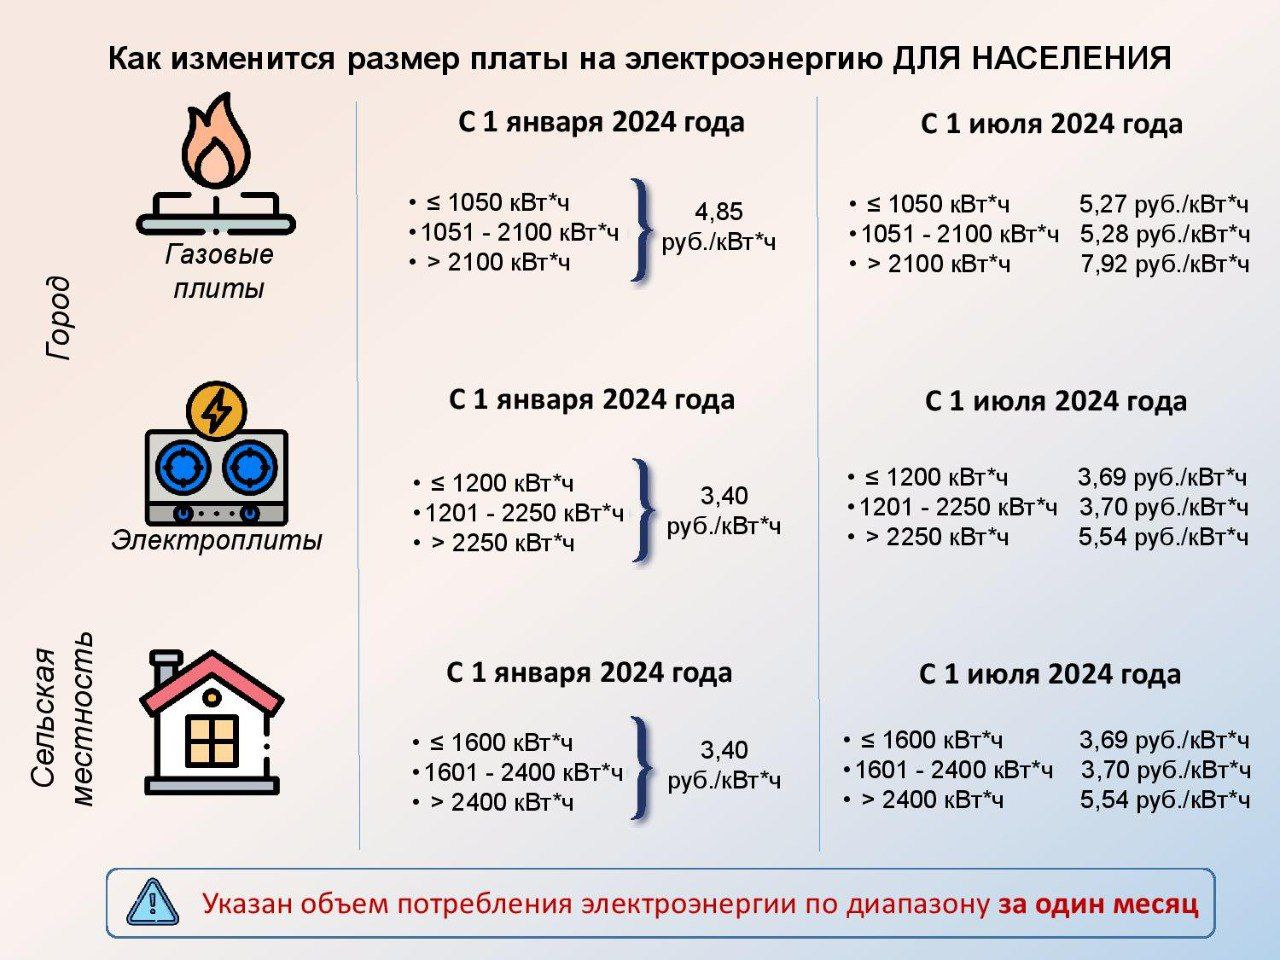 Как изменится размер платы на электроэнергию ДЛЯ НАСЕЛЕНИЯ
Город
Газовые
плиты
С 1 января 2024 года
• ≤ 1050 кВт*ч
• 1051 - 2100 кВт*ч
• > 2100 кВт*ч
4,85
руб./кВт*ч
С 1 июля 2024 года
• ≤ 1050 кВт*ч 5,27 руб./кВт*ч
• 1051 - 2100 кВт*ч 5,28 руб./кВт*ч
• > 2100 кВт*ч 7,92 руб./кВт*ч
Электроплиты
С 1 января 2024 года
• ≤ 1200 кВт*ч
• 1201 - 2250 кВт*ч
• > 2250 кВт*ч
3,40
руб./кВт*ч
С 1 июля 2024 года
• ≤ 1200 кВт*ч 3,69 руб./кВт*ч
• 1201 - 2250 кВт*ч 3,70 руб./кВт*ч
• > 2250 кВт*ч 5,54 руб./кВт*ч
Сельская
местность
С 1 января 2024 года
• ≤ 1600 кВт*ч
• 1601 - 2400 кВт*ч
• > 2400 кВт*ч
3,40
руб./кВт*ч
С 1 июля 2024 года
• ≤ 1600 кВт*ч 3,69 руб./кВт*ч
• 1601 - 2400 кВт*ч 3,70 руб./кВт*ч
• > 2400 кВт*ч 5,54 руб./кВт*ч
Указан объем потребления электроэнергии по диапазону за один месяц